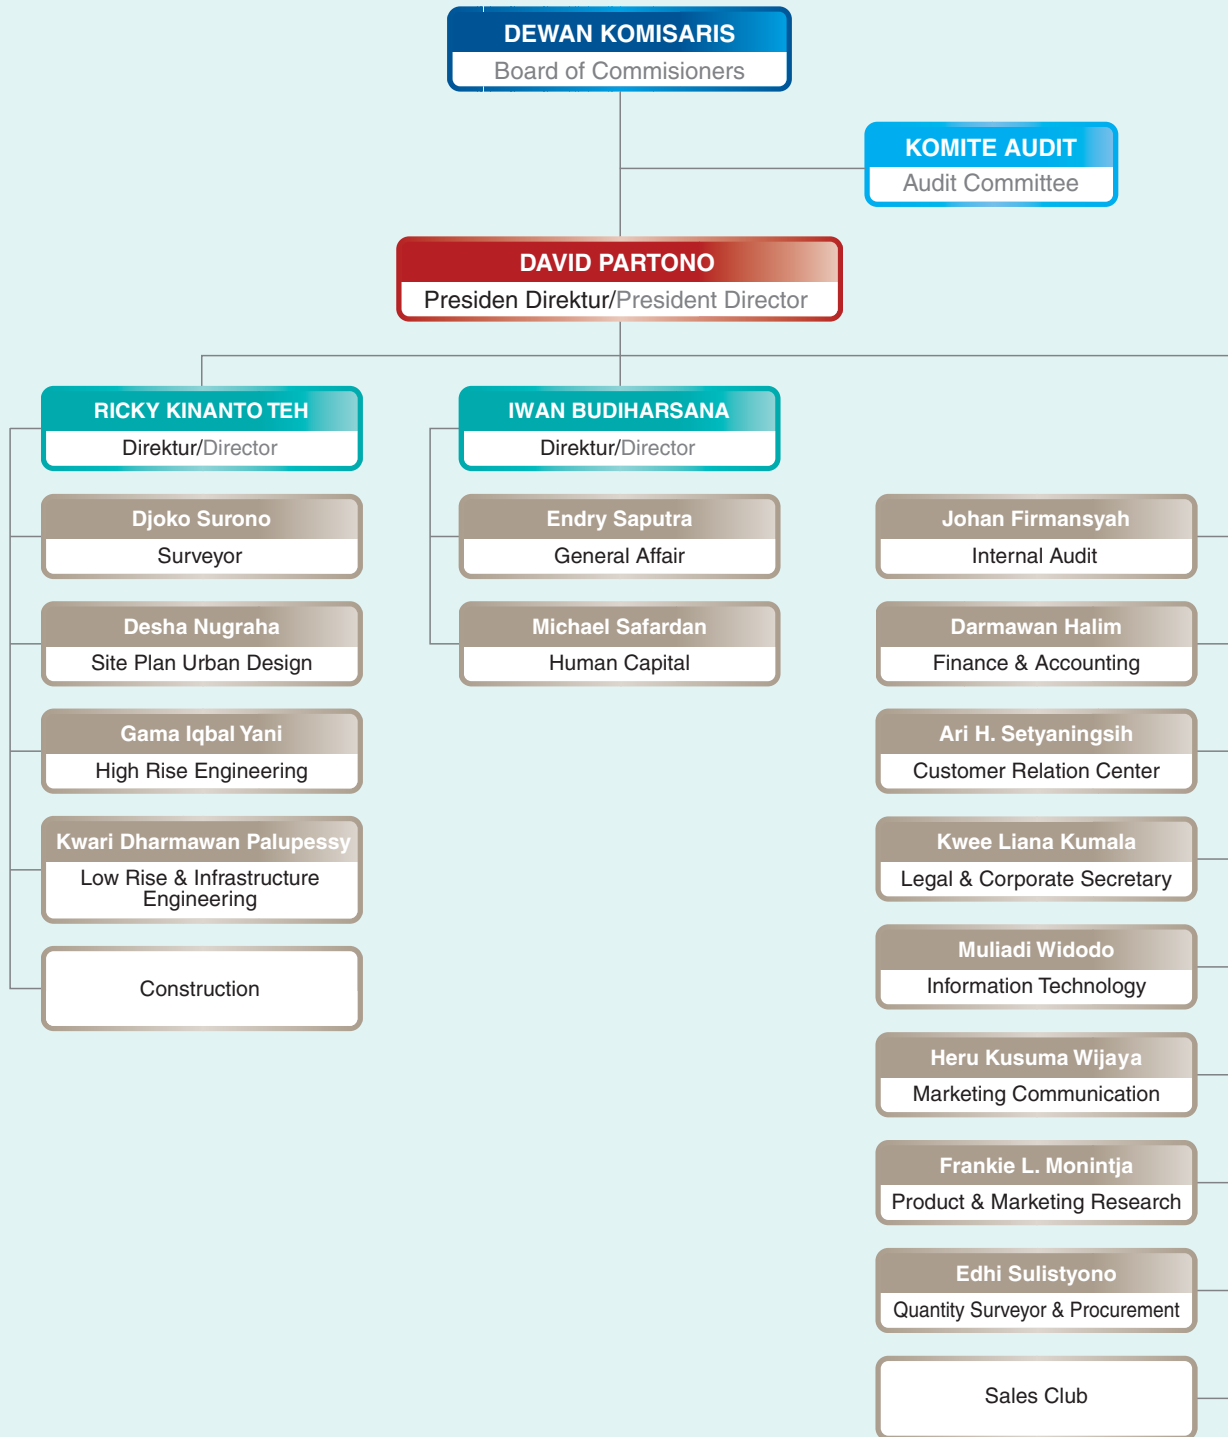 DEWAN KOMISARIS
Board of Commisioners
KOMITE AUDIT
Audit Committee
DAVID PARTONO
Presiden Direktur/President Director
RICKY KINANTO TEH
Direktur/Director
Djoko Surono
Surveyor
Desha Nugraha
Site Plan Urban Design
Gama Iqbal Yani
High Rise Engineering
Kwari Dharmawan Palupessy
Low Rise & Infrastructure
Engineering
Construction
IWAN BUDIHARSANA
Direktur/Director
Endry Saputra
General Affair
Michael Safardan
Human Capital
Johan Firmansyah
Internal Audit
Darmawan Halim
Finance & Accounting
Ari H. Setyaningsih
Customer Relation Center
Kwee Liana Kumala
Legal & Corporate Secretary
Muliadi Widodo
Information Technology
Heru Kusuma Wijaya
Marketing Communication
Frankie L. Monintja
Product & Marketing Research
Edhi Sulistyono
Quantity Surveyor & Procurement
Sales Club